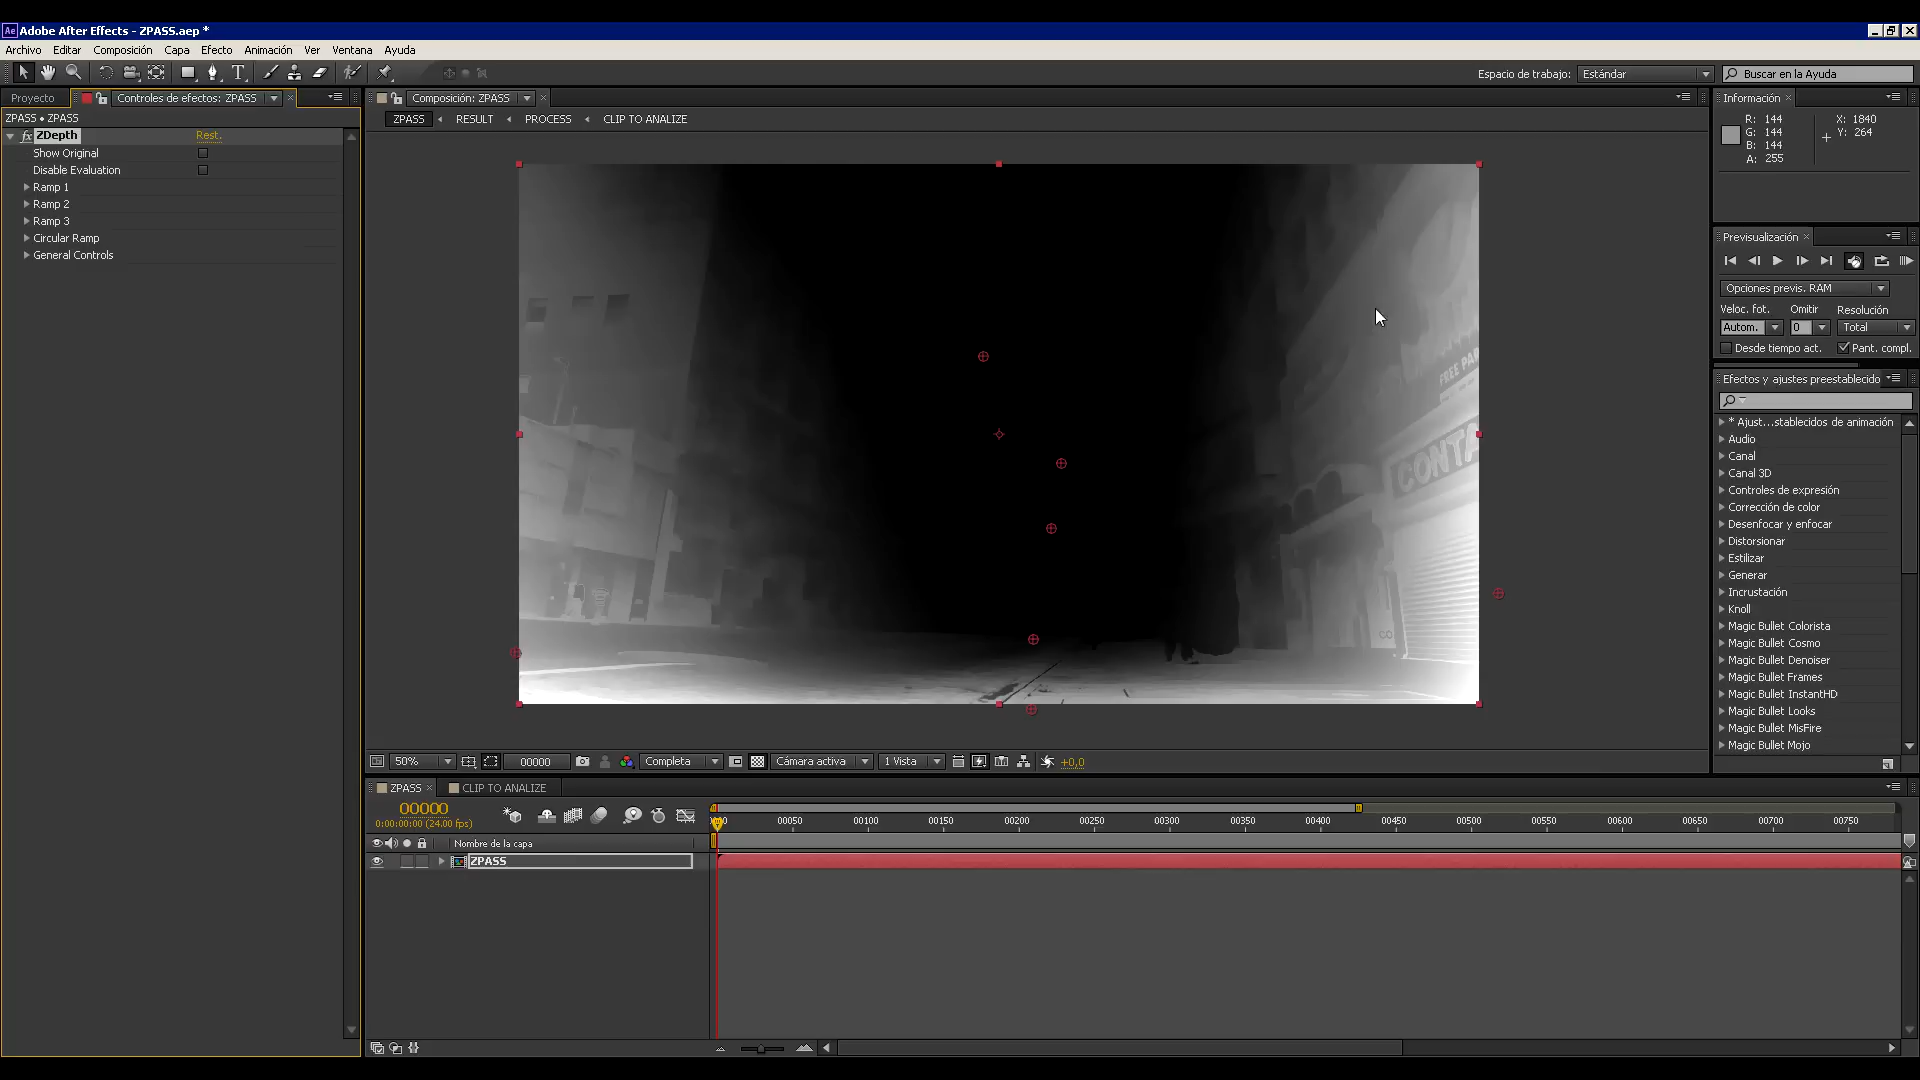 Adobe After Effects - ZPASS.aep *
Archivo Editar Composición Capa Efecto Animación Ver Ventana Ayuda
Espacio de trabajo: Estándar Buscar en la Ayuda
Proyecto Controles de efectos: ZPASS
ZPASS • ZPASS
fx ZDepth Rest.
Show Original
Disable Evaluation
Ramp 1
Ramp 2
Ramp 3
Circular Ramp
General Controls
Composición: ZPASS
ZPASS RESULT PROCESS CLIP TO ANALIZE
FREE PAR
CONTA
CO
50% 00000 Completa Cámara activa 1 Vista +0,0
Información
R: 144 X: 1840
G: 144 Y: 264
B: 144
A: 255
Previsualización
Opciones previs. RAM
Veloc. fot. Omitir Resolución
Autom. 0 Total
Desde tiempo act. Pant. compl.
Efectos y ajustes preestablecido
* Ajust...stablecidos de animación
Audio
Canal
Canal 3D
Controles de expresión
Corrección de color
Desenfocar y enfocar
Distorsionar
Estilizar
Generar
Incrustación
Knoll
Magic Bullet Colorista
Magic Bullet Cosmo
Magic Bullet Denoiser
Magic Bullet Frames
Magic Bullet InstantHD
Magic Bullet Looks
Magic Bullet MisFire
Magic Bullet Mojo
ZPASS CLIP TO ANALIZE
00000
0:00:00:00 (24.00 fps)
00050 00100 00150 00200 00250 00300 00350 00400 00450 00500 00550 00600 00650 00700 00750
Nombre de la capa
ZPASS